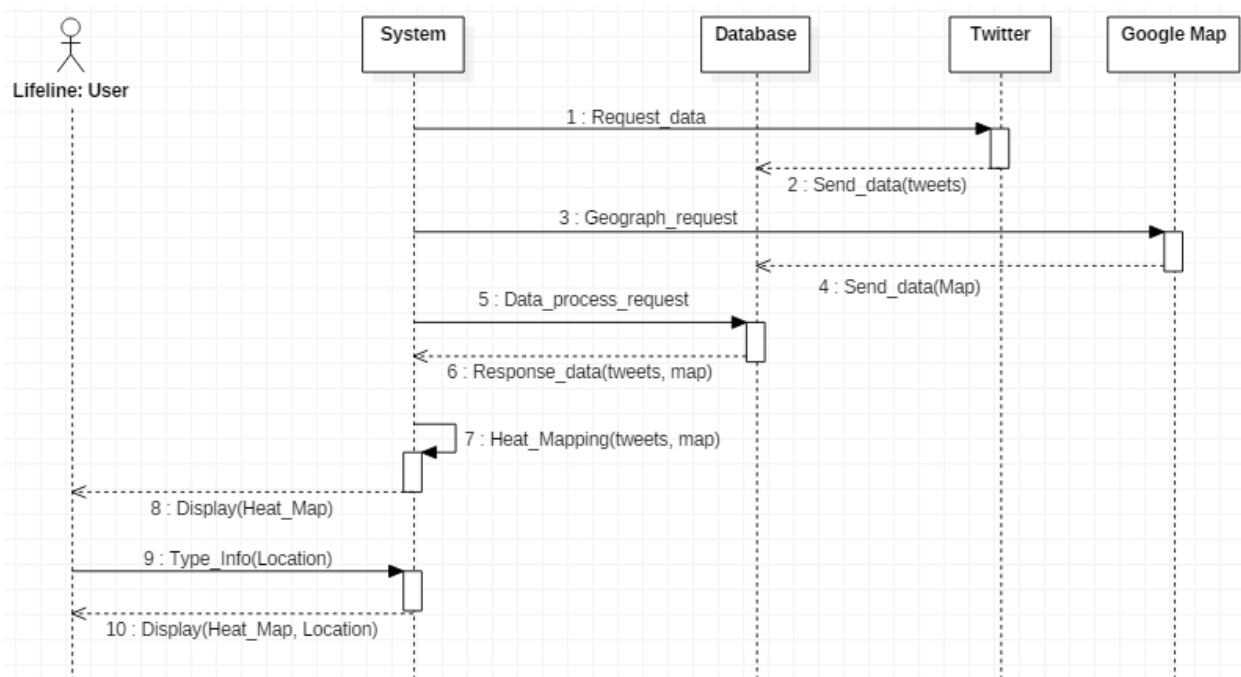 System
Database
Twitter
Google Map
Lifeline: User
1 : Request_data
2 : Send_data(tweets)
3 : Geograph_request
4 : Send_data(Map)
5 : Data_process_request
6 : Response_data(tweets, map)
7 : Heat_Mapping(tweets, map)
8 : Display(Heat_Map)
9 : Type_Info(Location)
10 : Display(Heat_Map, Location)